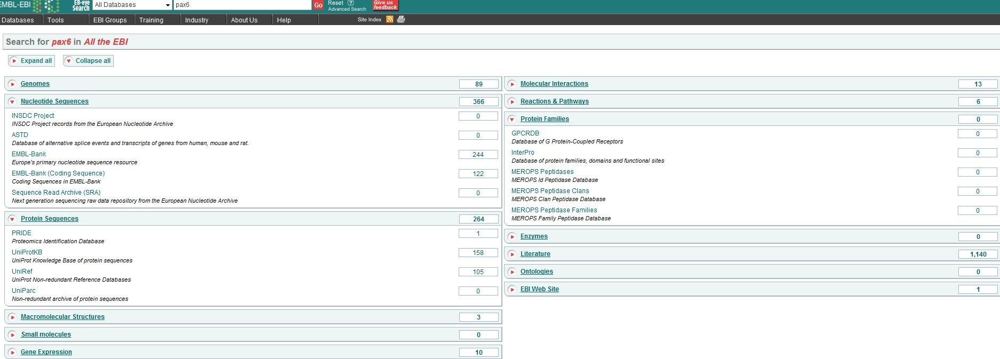 EMBL-EBI
EB-eye
Search
All Databases
pax6
Go
Reset ?
Advanced Search
Give us
feedback
Databases Tools EBI Groups Training Industry About Us Help Site Index
Search for pax6 in All the EBI
Expand all Collapse all
Genomes 89
Nucleotide Sequences 366
INSDC Project 0
INSDC Project records from the European Nucleotide Archive
ASTD 0
Database of alternative splice events and transcripts of genes from human, mouse and rat.
EMBL-Bank 244
Europe's primary nucleotide sequence resource
EMBL-Bank (Coding Sequence) 122
Coding Sequences in EMBL-Bank
Sequence Read Archive (SRA) 0
Next generation sequencing raw data repository from the European Nucleotide Archive
Protein Sequences 264
PRIDE 1
Proteomics Identification Database
UniProtKB 158
UniProt Knowledge Base of protein sequences
UniRef 105
UniProt Non-redundant Reference Databases
UniParc 0
Non-redundant archive of protein sequences
Macromolecular Structures 3
Small molecules 0
Gene Expression 10
Molecular Interactions 13
Reactions & Pathways 6
Protein Families 0
GPCRDB 0
Database of G Protein-Coupled Receptors
InterPro 0
Database of protein families, domains and functional sites
MEROPS Peptidases 0
MEROPS Id Peptidase Database
MEROPS Peptidase Clans 0
MEROPS Clan Peptidase Database
MEROPS Peptidase Families 0
MEROPS Family Peptidase Database
Enzymes 0
Literature 1,140
Ontologies 0
EBI Web Site 1